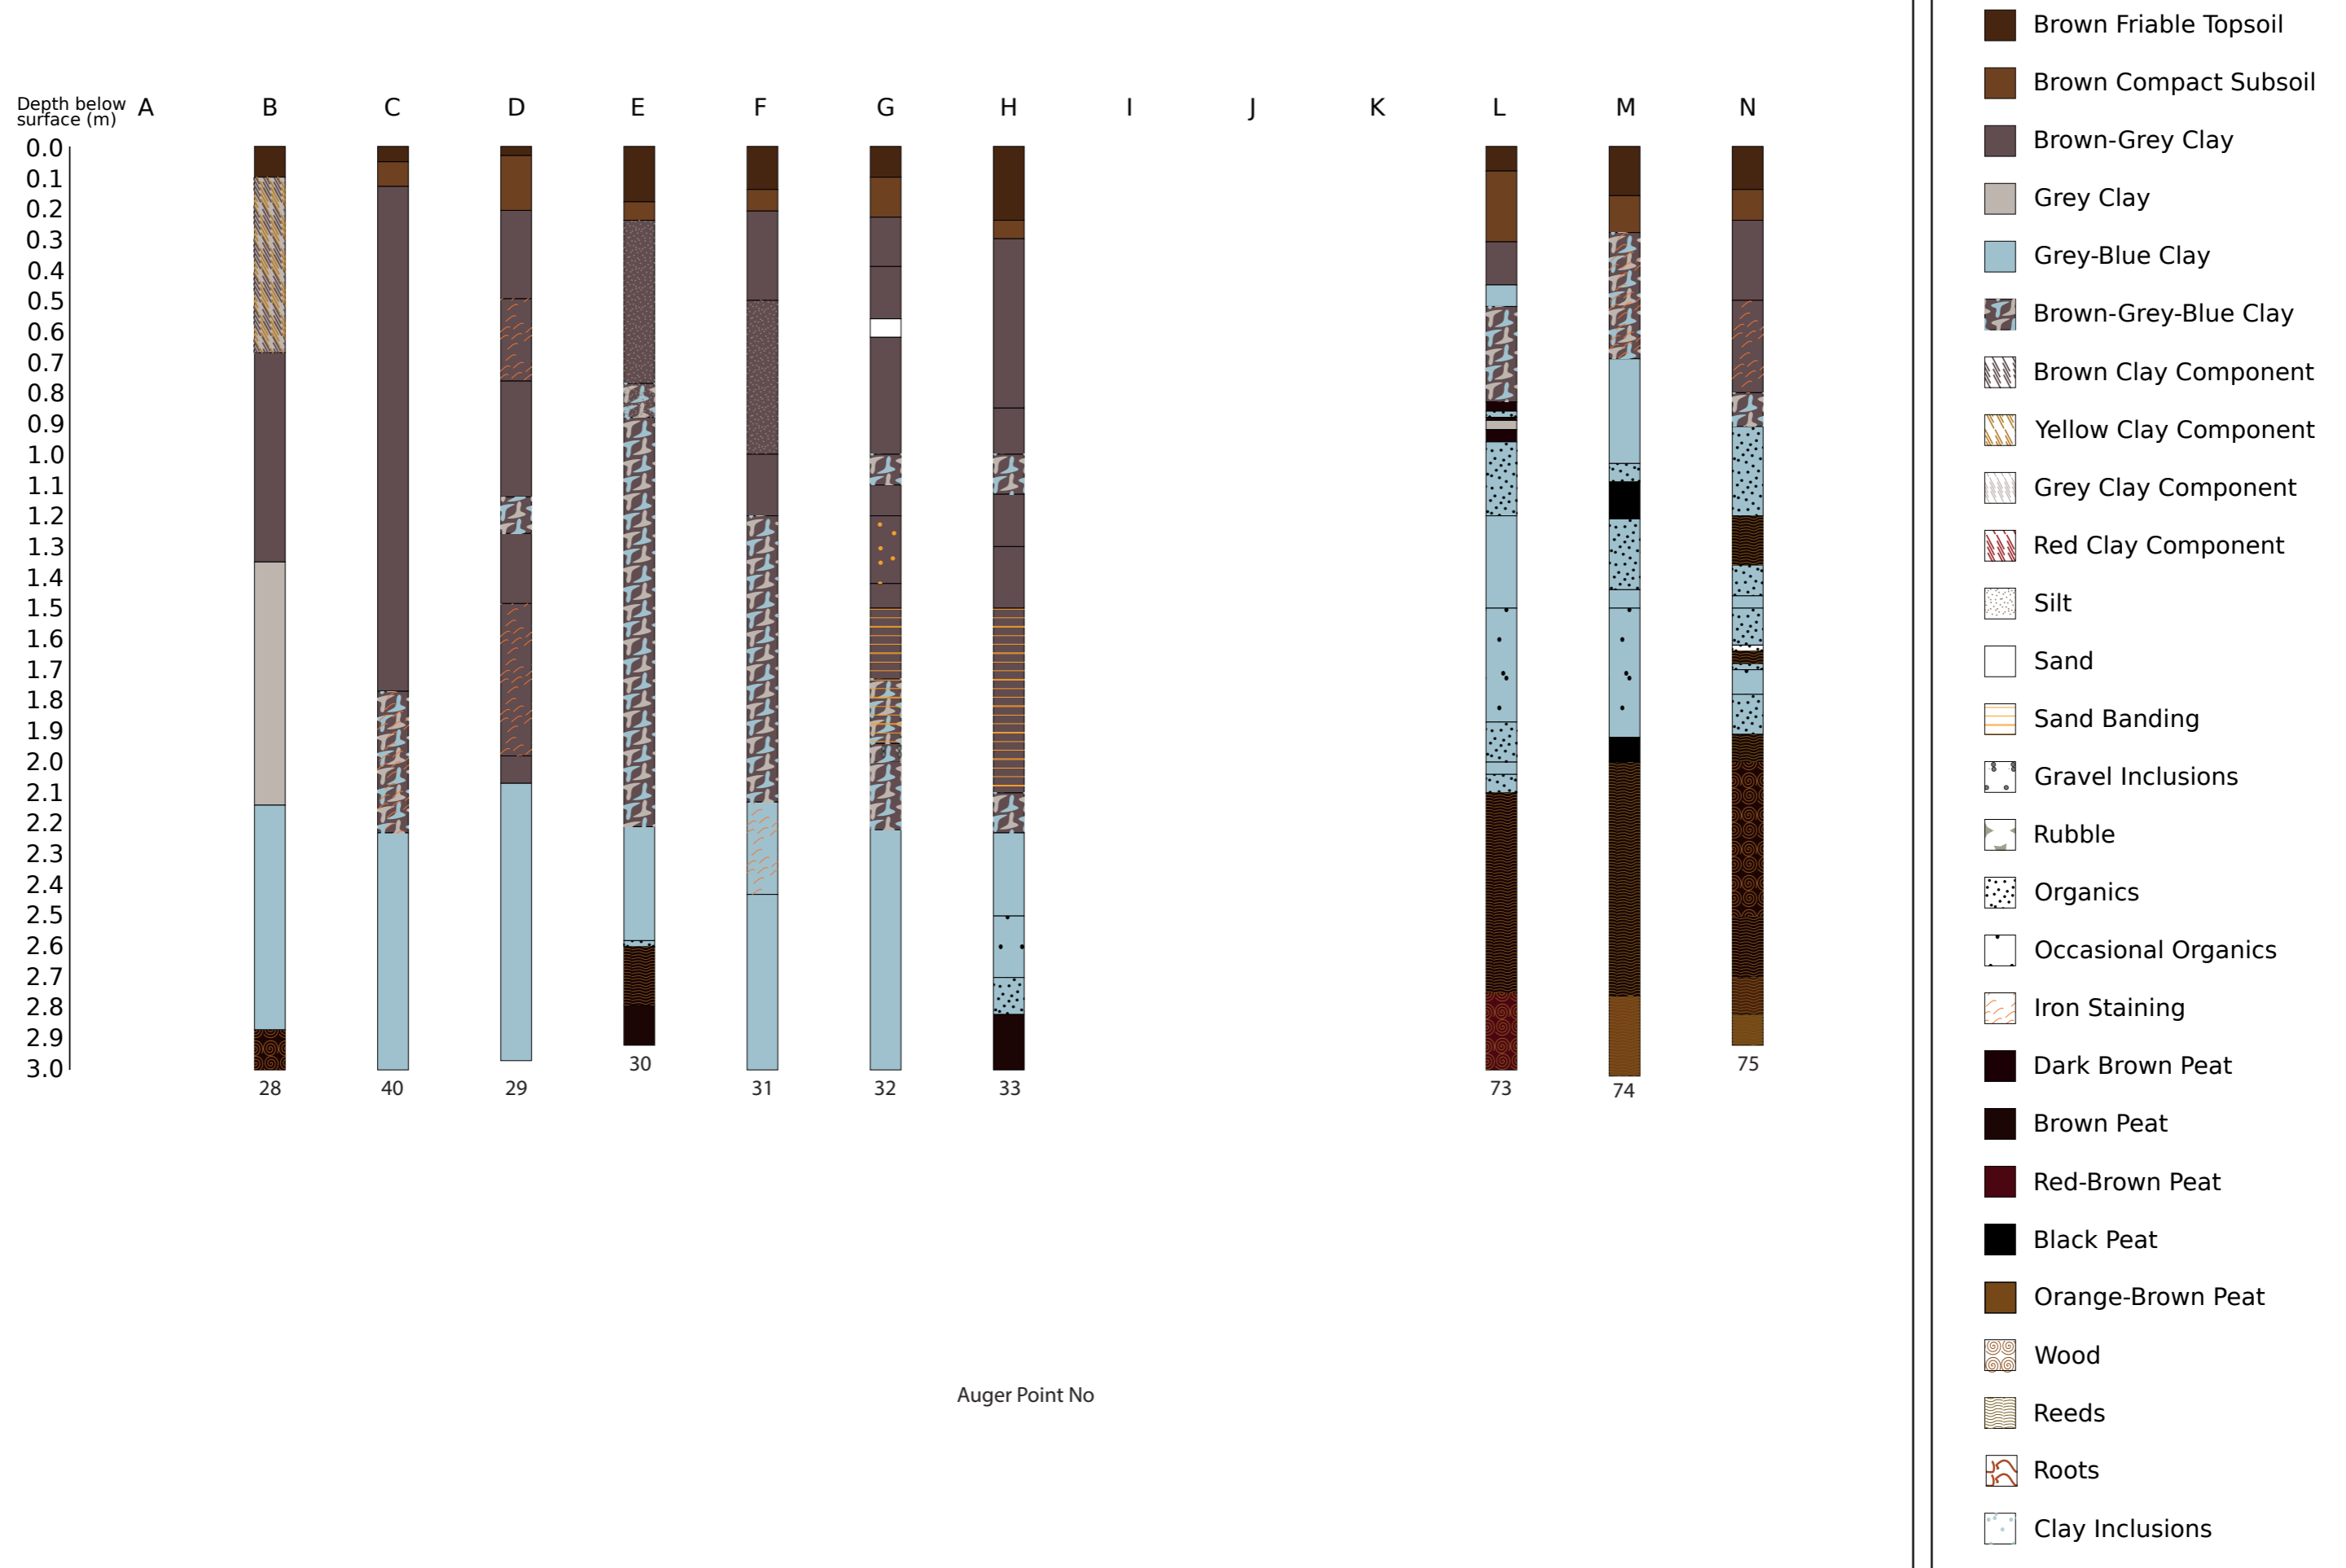 Depth below
surface (m)
A B C D E F G H I J K L M N
0.0
0.1
0.2
0.3
0.4
0.5
0.6
0.7
0.8
0.9
1.0
1.1
1.2
1.3
1.4
1.5
1.6
1.7
1.8
1.9
2.0
2.1
2.2
2.3
2.4
2.5
2.6
2.7
2.8
2.9
3.0
28 40 29 30 31 32 33 73 74 75
Auger Point No
Brown Friable Topsoil
Brown Compact Subsoil
Brown-Grey Clay
Grey Clay
Grey-Blue Clay
Brown-Grey-Blue Clay
Brown Clay Component
Yellow Clay Component
Grey Clay Component
Red Clay Component
Silt
Sand
Sand Banding
Gravel Inclusions
Rubble
Organics
Occasional Organics
Iron Staining
Dark Brown Peat
Brown Peat
Red-Brown Peat
Black Peat
Orange-Brown Peat
Wood
Reeds
Roots
Clay Inclusions